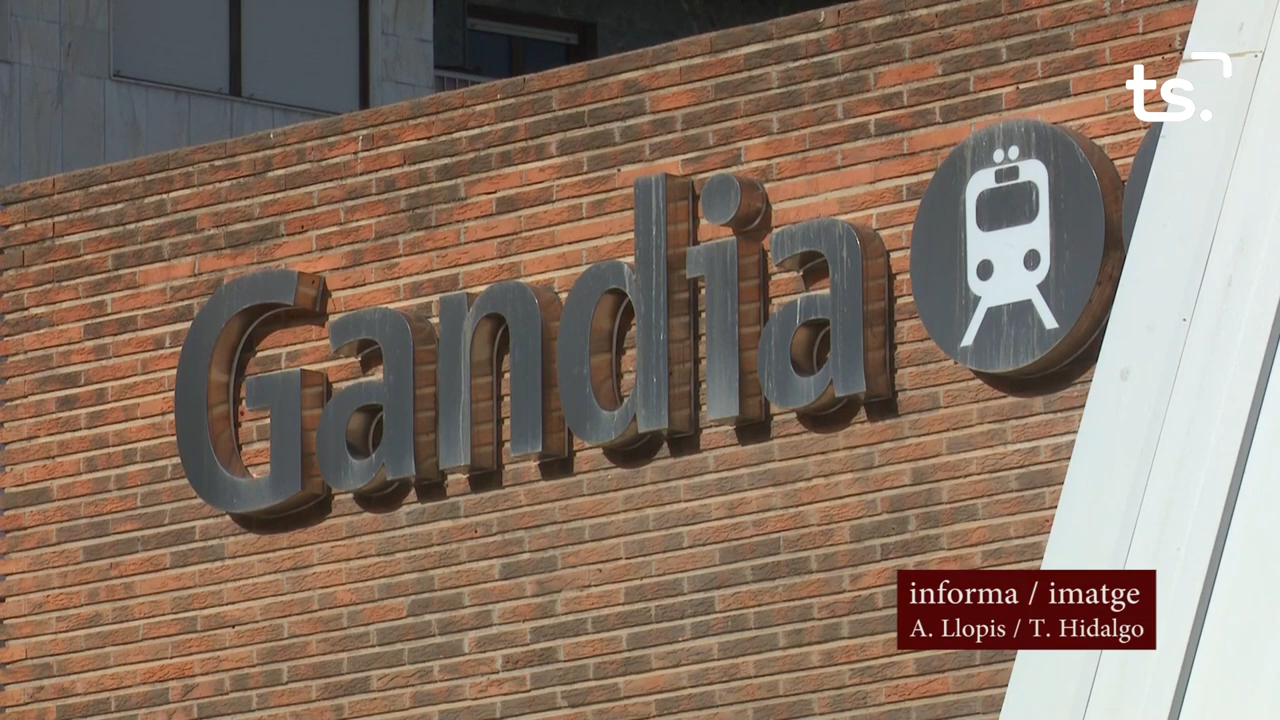 ts.
Gandia
informa / imatge
A. Llopis / T. Hidalgo